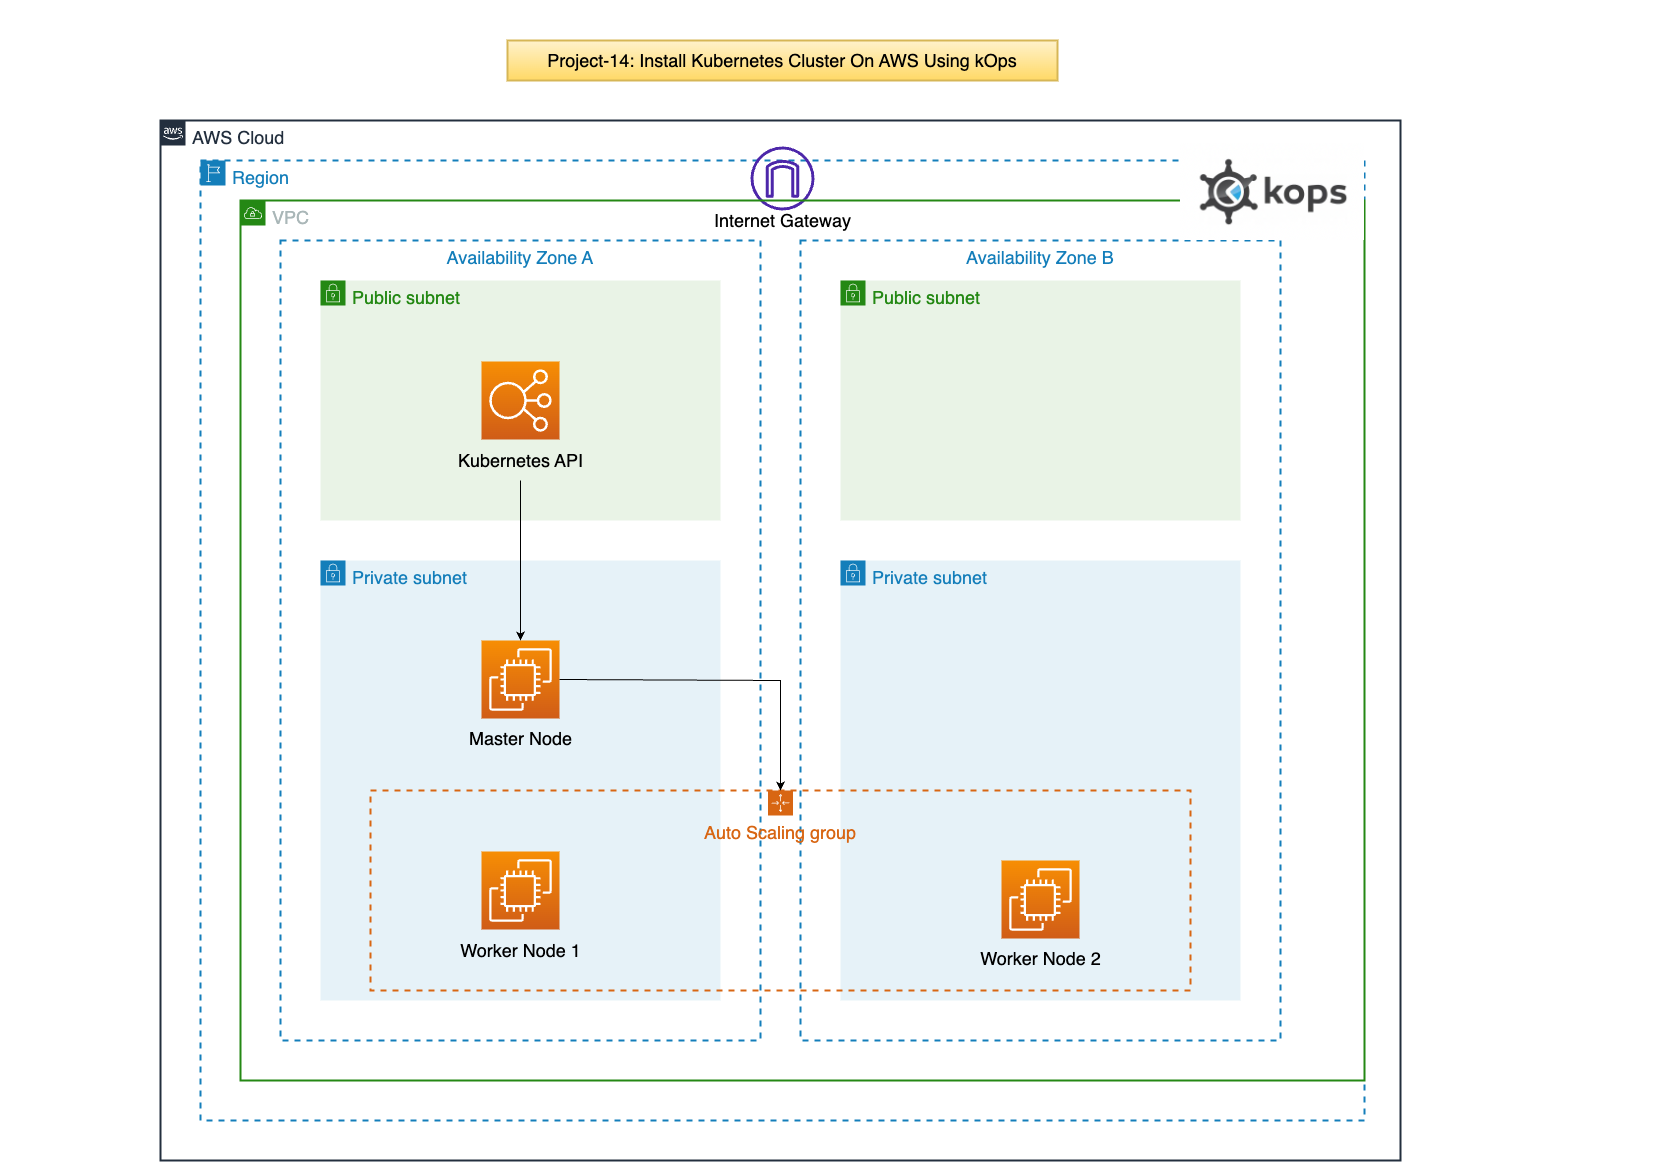 Project-14: Install Kubernetes Cluster On AWS Using kOps
aws
AWS Cloud
Region
kops
VPC
Internet Gateway
Availability Zone A
Availability Zone B
Public subnet
Public subnet
Kubernetes API
Private subnet
Private subnet
Master Node
Auto Scaling group
Worker Node 1
Worker Node 2